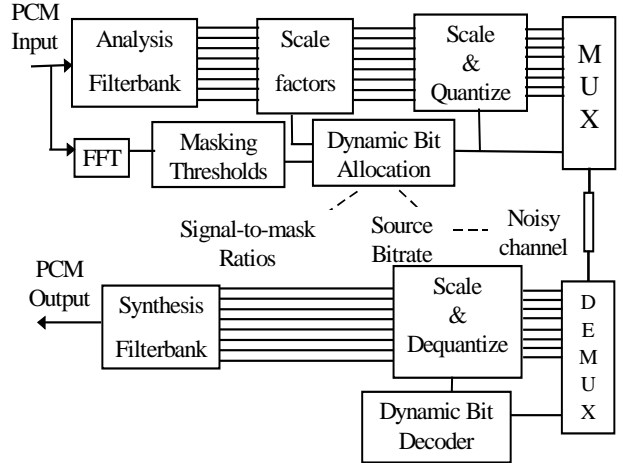 PCM
Input
Analysis
Filterbank
Scale
factors
Scale
&
Quantize
M
U
X
FFT
Masking
Thresholds
Dynamic Bit
Allocation
Signal-to-mask
Ratios
Source
Bitrate
Noisy
channel
PCM
Output
Synthesis
Filterbank
Scale
&
Dequantize
D
E
M
U
X
Dynamic Bit
Decoder